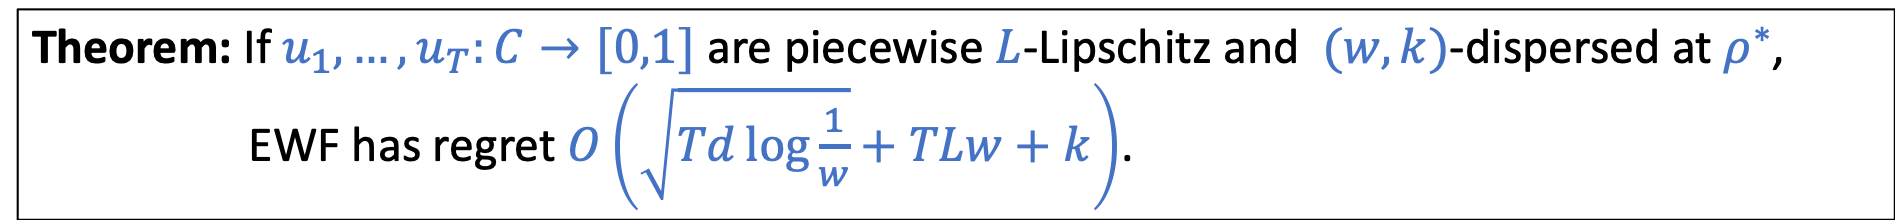 Theorem: If u₁, … , u_T: C → [0,1] are piecewise L-Lipschitz and (w, k)-dispersed at ρ*,
EWF has regret O(√(Td log 1/w) + TLw + k).